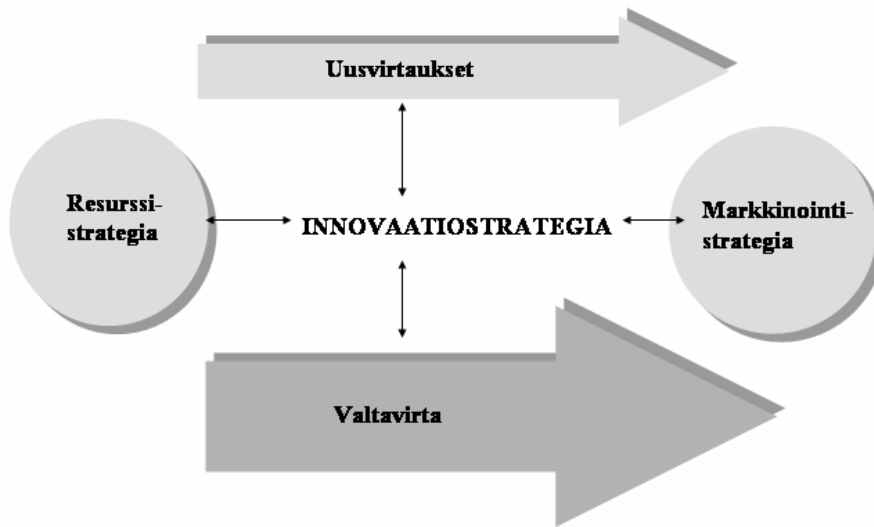 Uusvirtaukset
Resurssi-
strategia
INNOVAATIOSTRATEGIA
Markkinointi-
strategia
Valtavirta